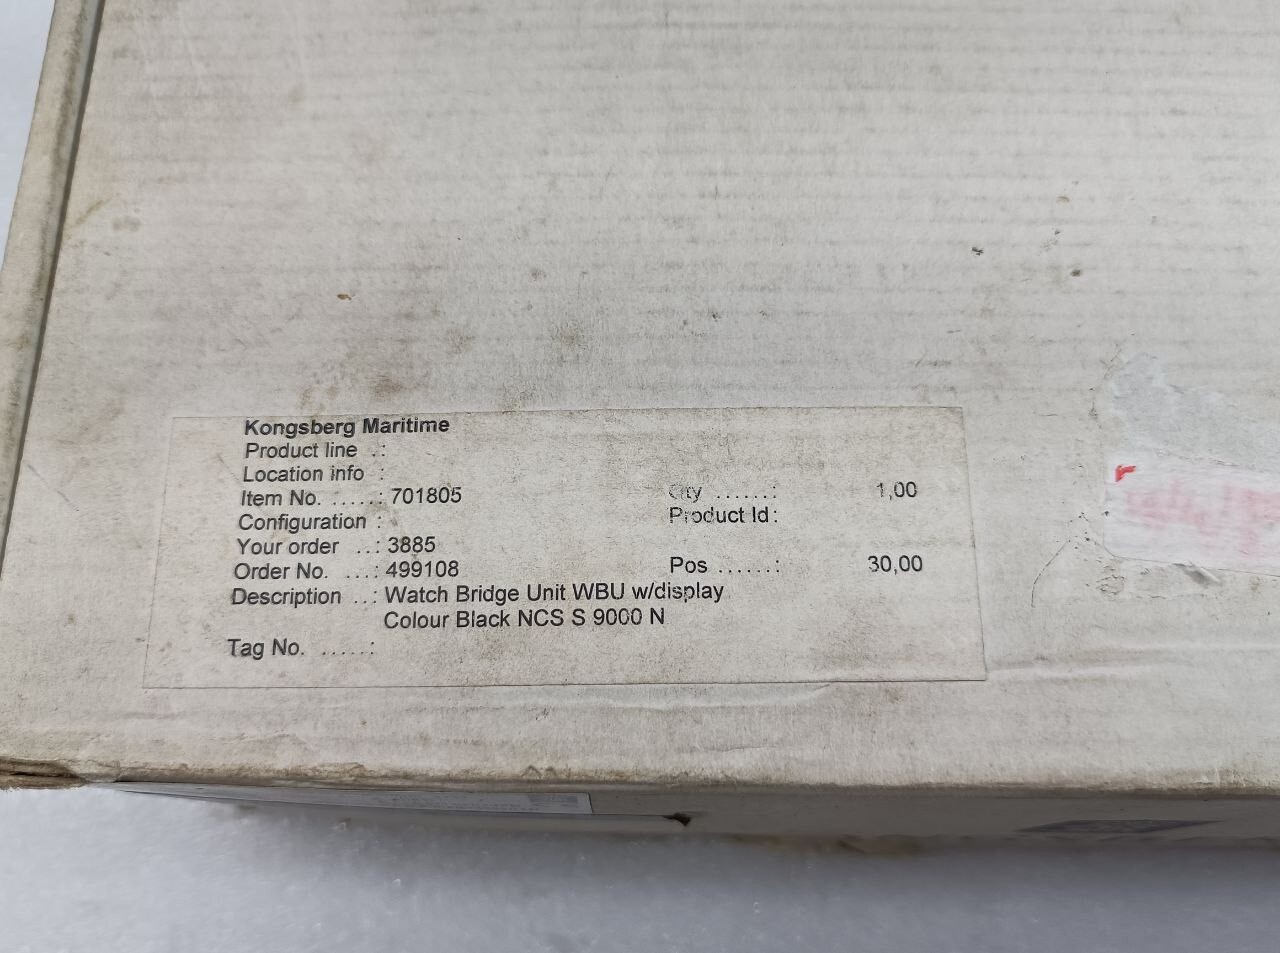 Kongsberg Maritime
Product line .:
Location info :
Item No. .....: 701805 Qty ......: 1,00
Configuration : Product Id:
Your order ..: 3885
Order No. ...: 499108 Pos ......: 30,00
Description ..: Watch Bridge Unit WBU w/display
Colour Black NCS S 9000 N
Tag No. .....: